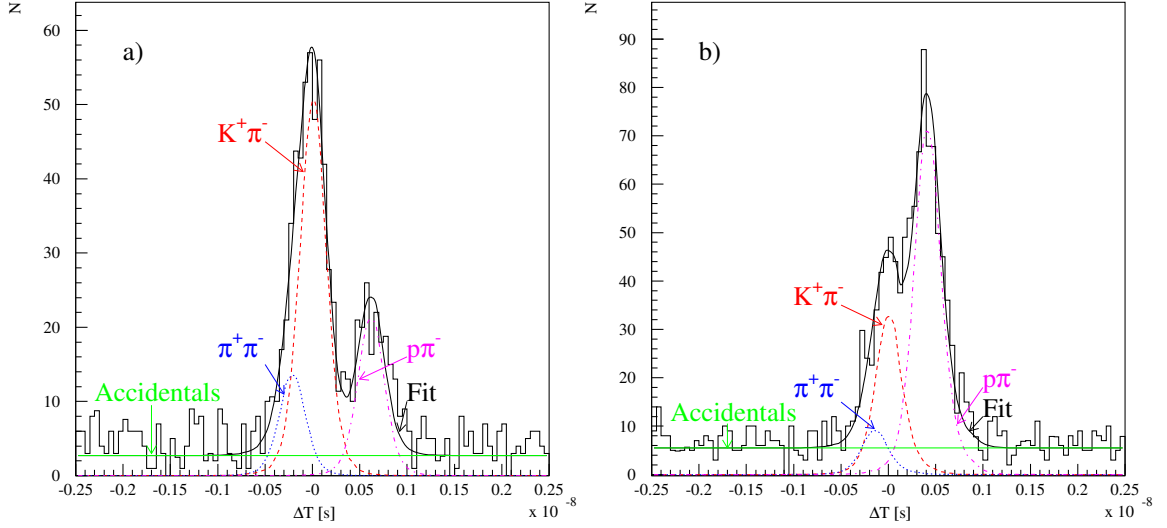 N
60
50
40
30
20
10
0
a)
K⁺π⁻
π⁺π⁻
pπ⁻
Accidentals
Fit
-0.25 -0.2 -0.15 -0.1 -0.05 -0 0.05 0.1 0.15 0.2 0.25
ΔT [s]
x 10 -8
N
90
80
70
60
50
40
30
20
10
0
b)
K⁺π⁻
π⁺π⁻
pπ⁻
Accidentals
Fit
-0.25 -0.2 -0.15 -0.1 -0.05 -0 0.05 0.1 0.15 0.2 0.25
ΔT [s]
x 10 -8